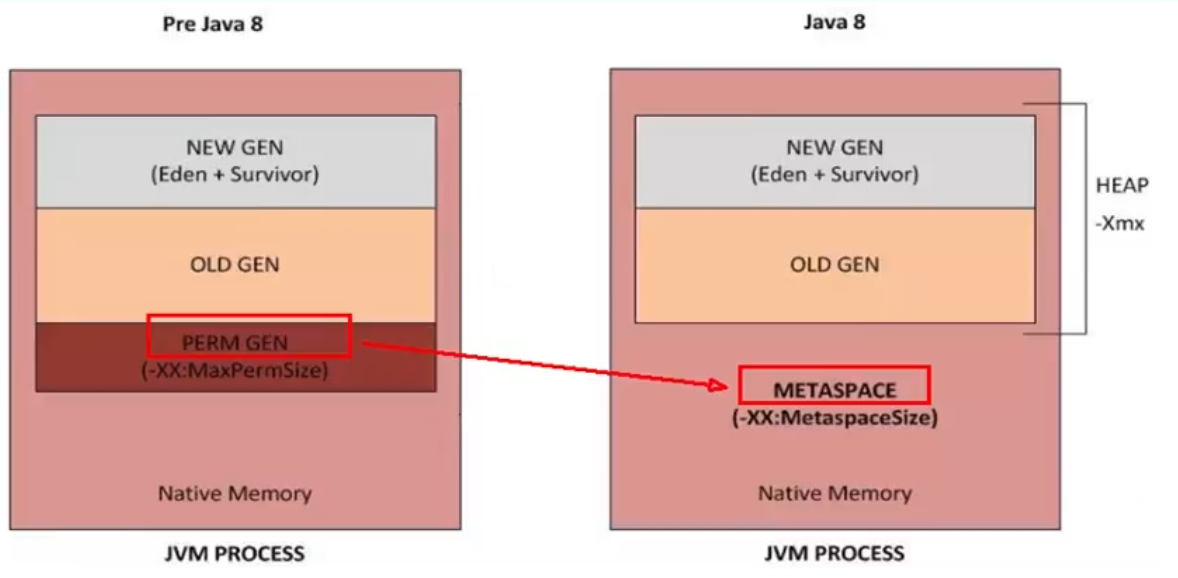 Pre Java 8
NEW GEN
(Eden + Survivor)
OLD GEN
PERM GEN
(-XX:MaxPermSize)
Native Memory
JVM PROCESS
Java 8
NEW GEN
(Eden + Survivor)
OLD GEN
HEAP
-Xmx
METASPACE
(-XX:MetaspaceSize)
Native Memory
JVM PROCESS